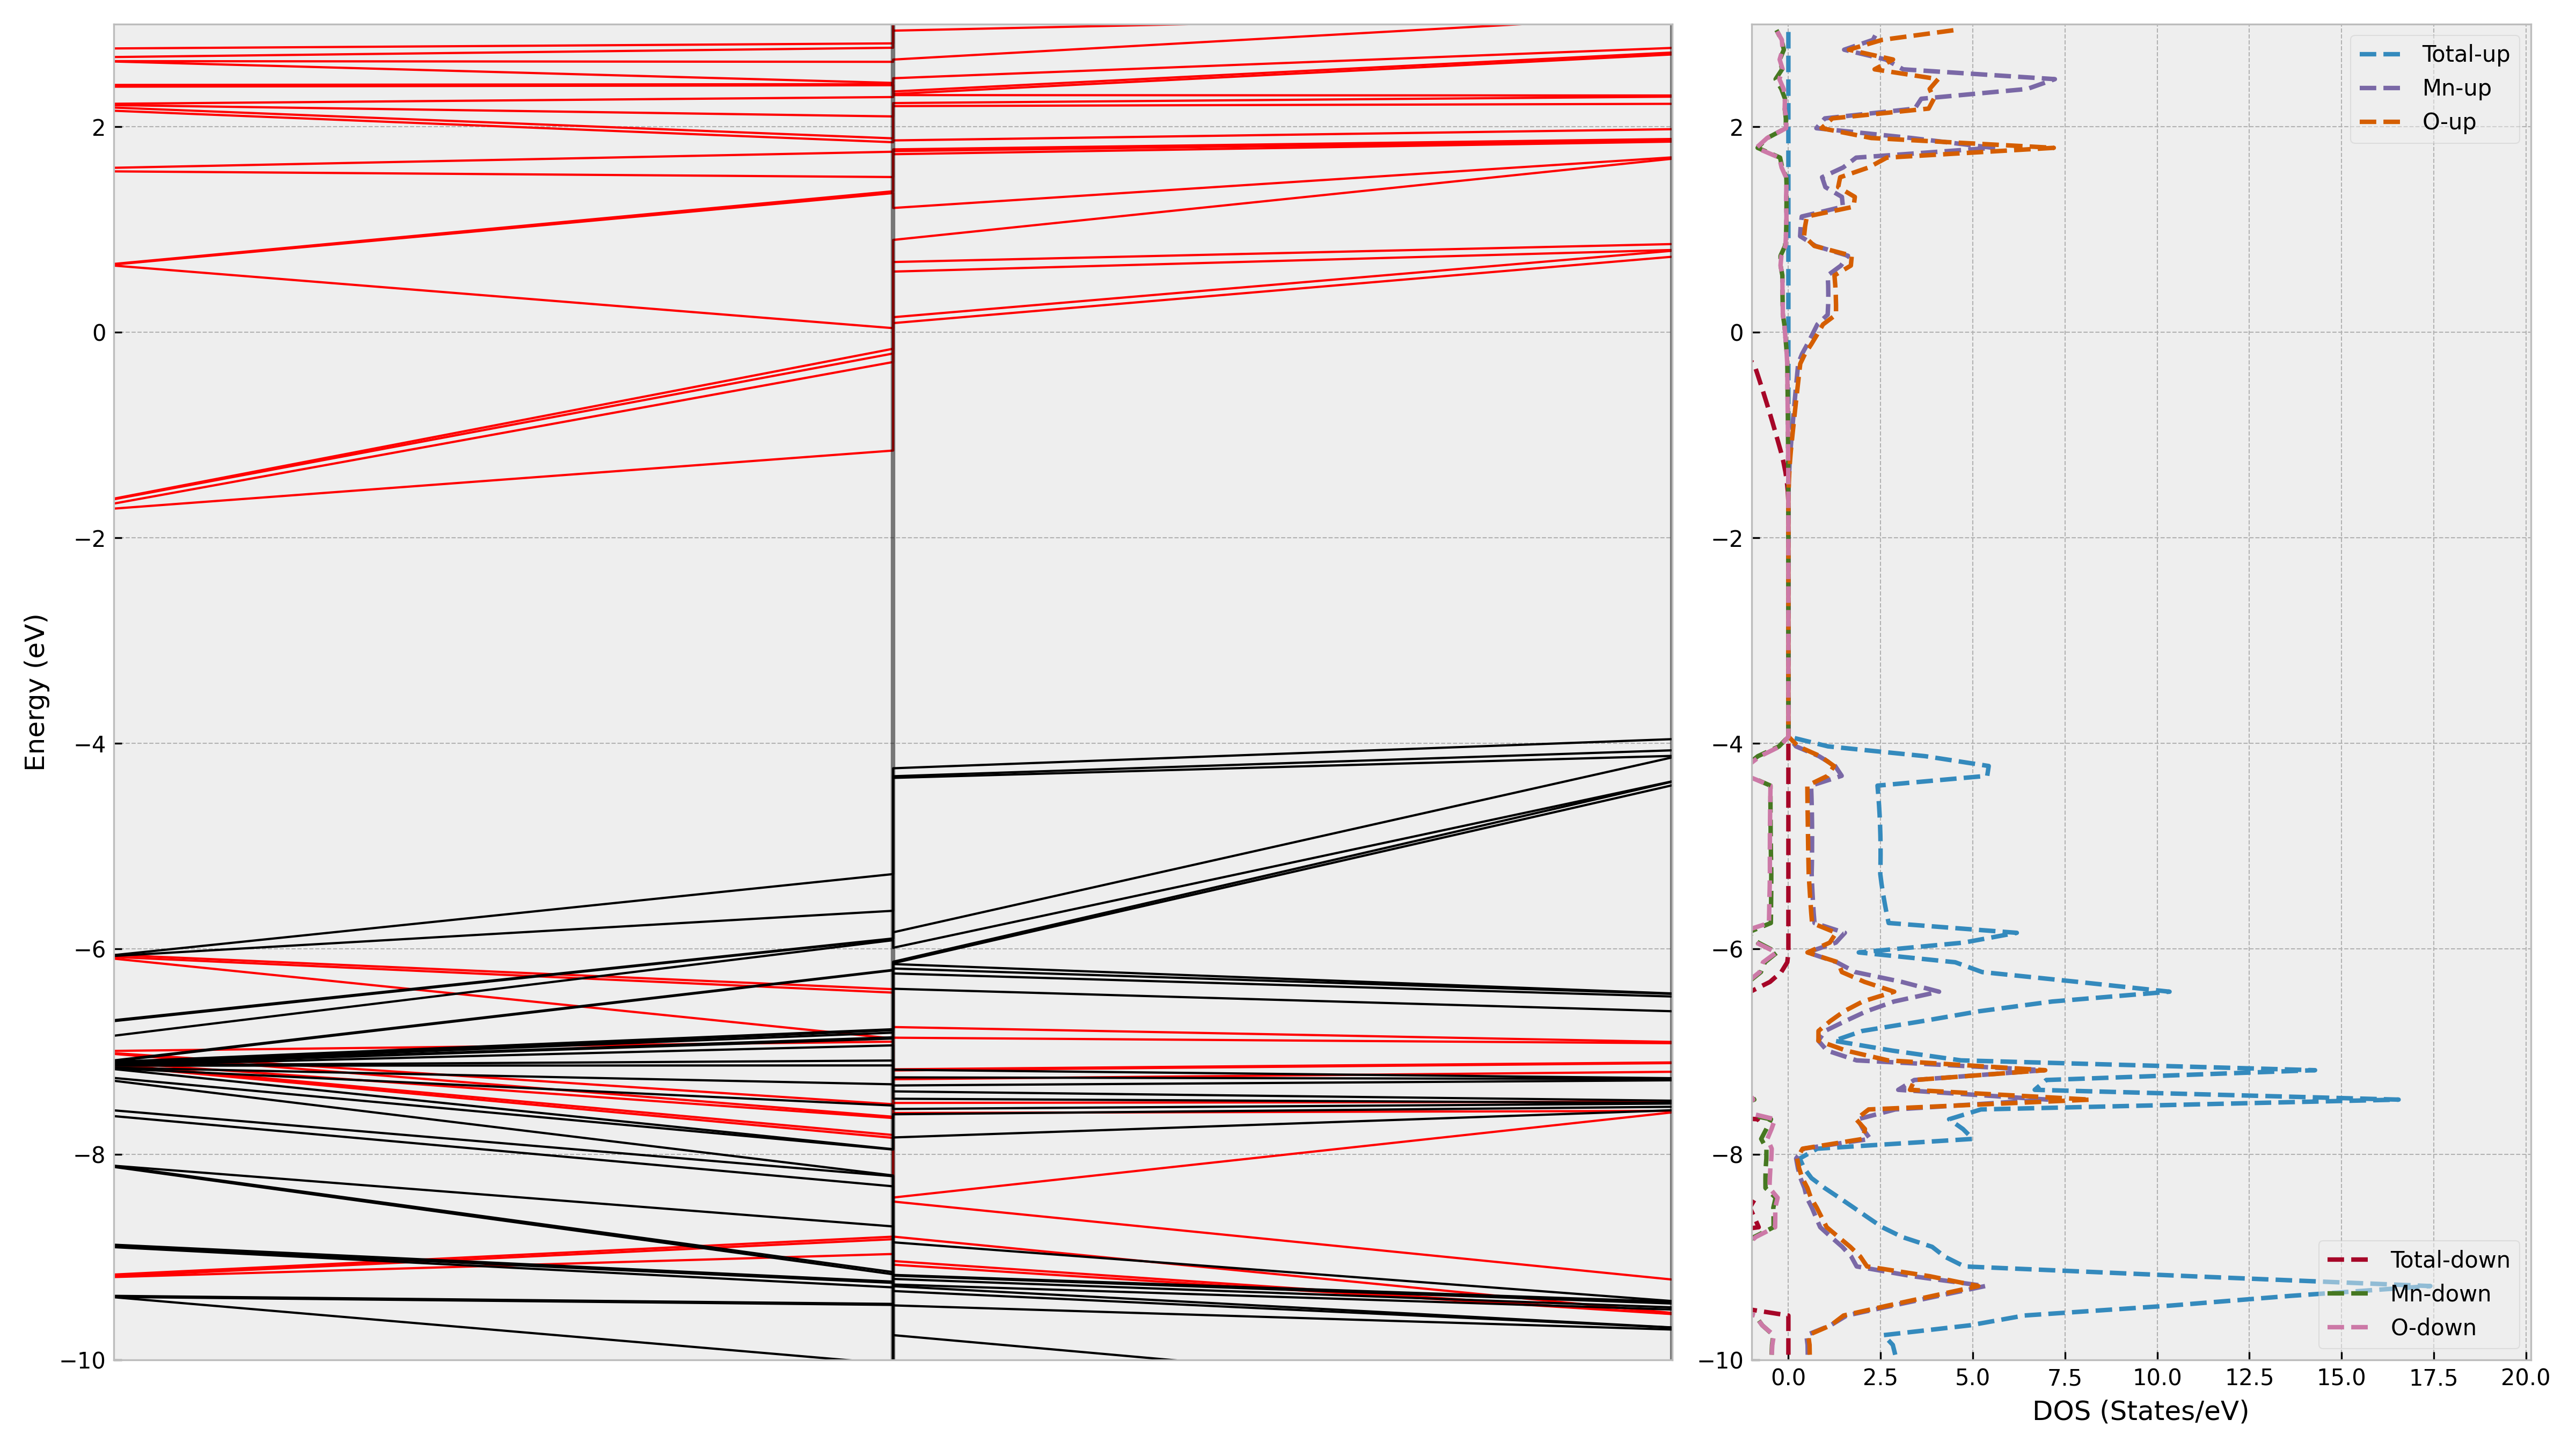 Energy (eV)
2
0
−2
−4
−6
−8
−10
2
0
−2
−4
−6
−8
−10
Total-up
Mn-up
O-up
Total-down
Mn-down
O-down
0.0 2.5 5.0 7.5 10.0 12.5 15.0 17.5 20.0
DOS (States/eV)